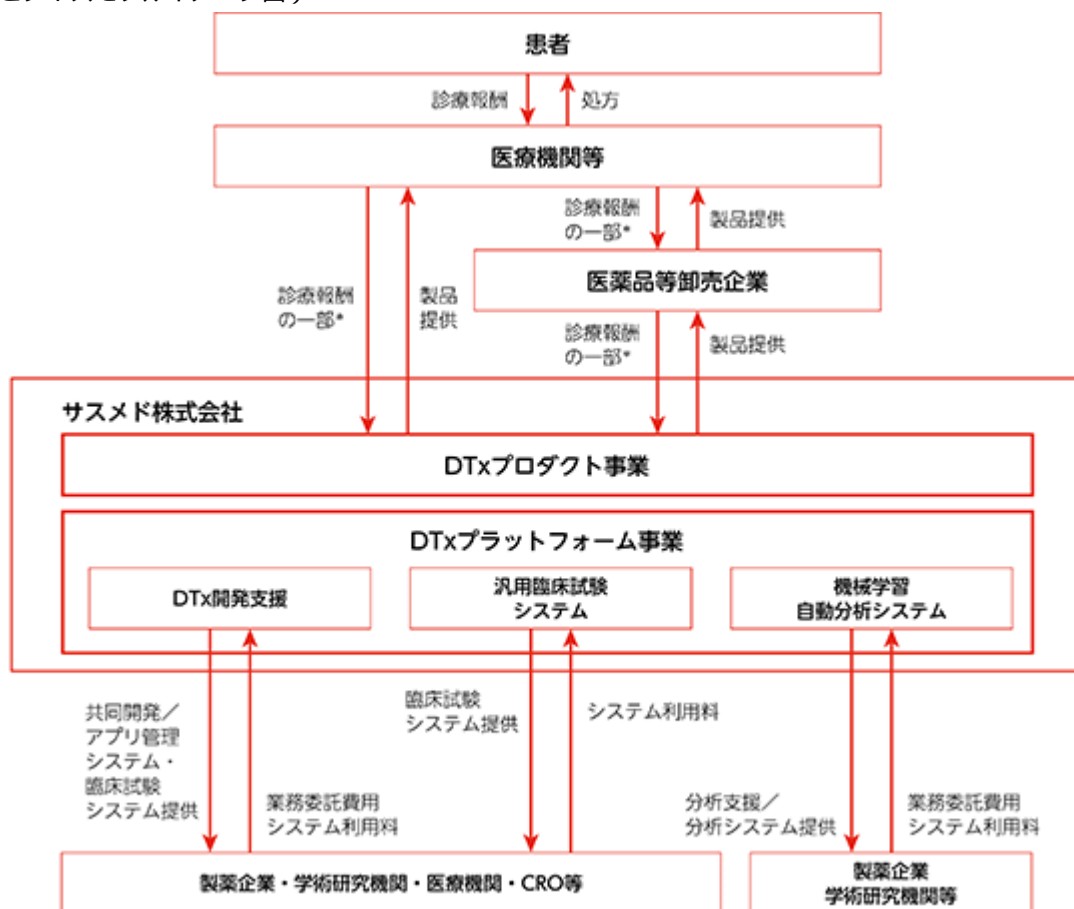 患者
診療報酬
処方
医療機関等
診療報酬
の一部*
製品提供
医薬品等卸売企業
診療報酬
の一部*
製品
提供
診療報酬
の一部*
製品提供
サスメド株式会社
DTxプロダクト事業
DTxプラットフォーム事業
DTx開発支援
汎用臨床試験
システム
機械学習
自動分析システム
共同開発／
アプリ管理
システム・
臨床試験
システム提供
業務委託費用
システム利用料
臨床試験
システム提供
システム利用料
分析支援／
分析システム提供
業務委託費用
システム利用料
製薬企業・学術研究機関・医療機関・CRO等
製薬企業
学術研究機関等